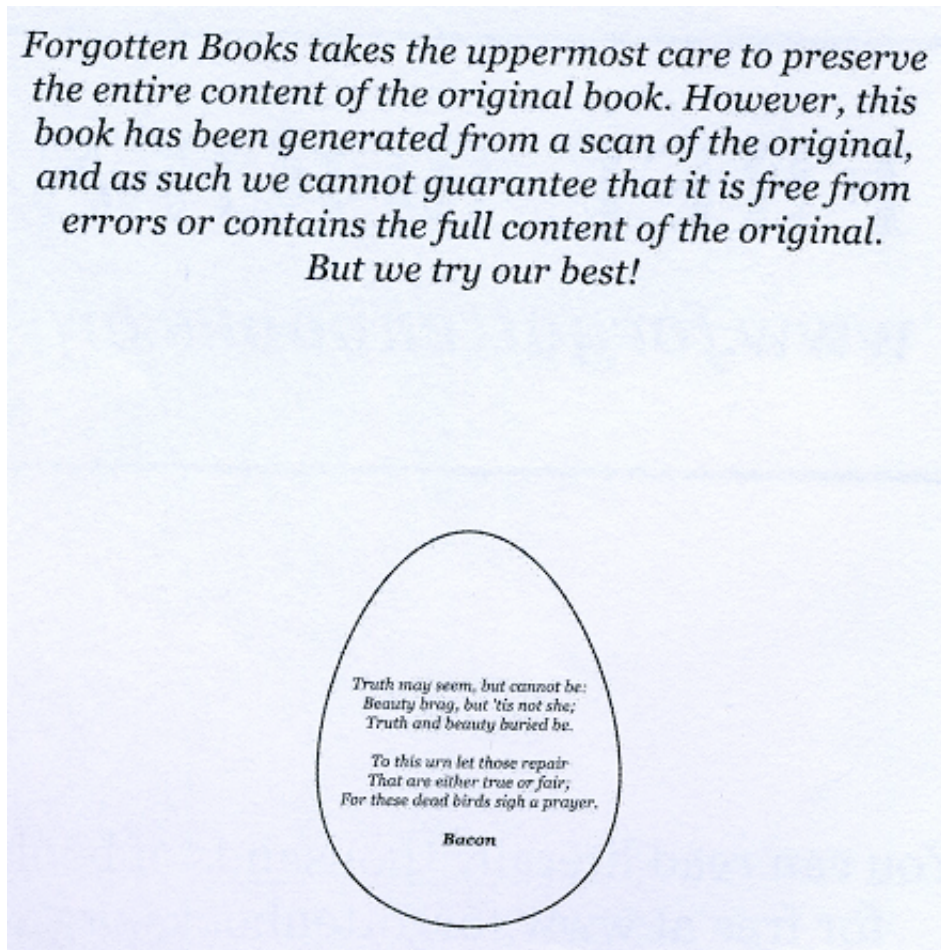 Forgotten Books takes the uppermost care to preserve
the entire content of the original book. However, this
book has been generated from a scan of the original,
and as such we cannot guarantee that it is free from
errors or contains the full content of the original.
But we try our best!
Truth may seem, but cannot be:
Beauty brag, but 'tis not she;
Truth and beauty buried be.
To this urn let those repair
That are either true or fair;
For these dead birds sigh a prayer.
Bacon